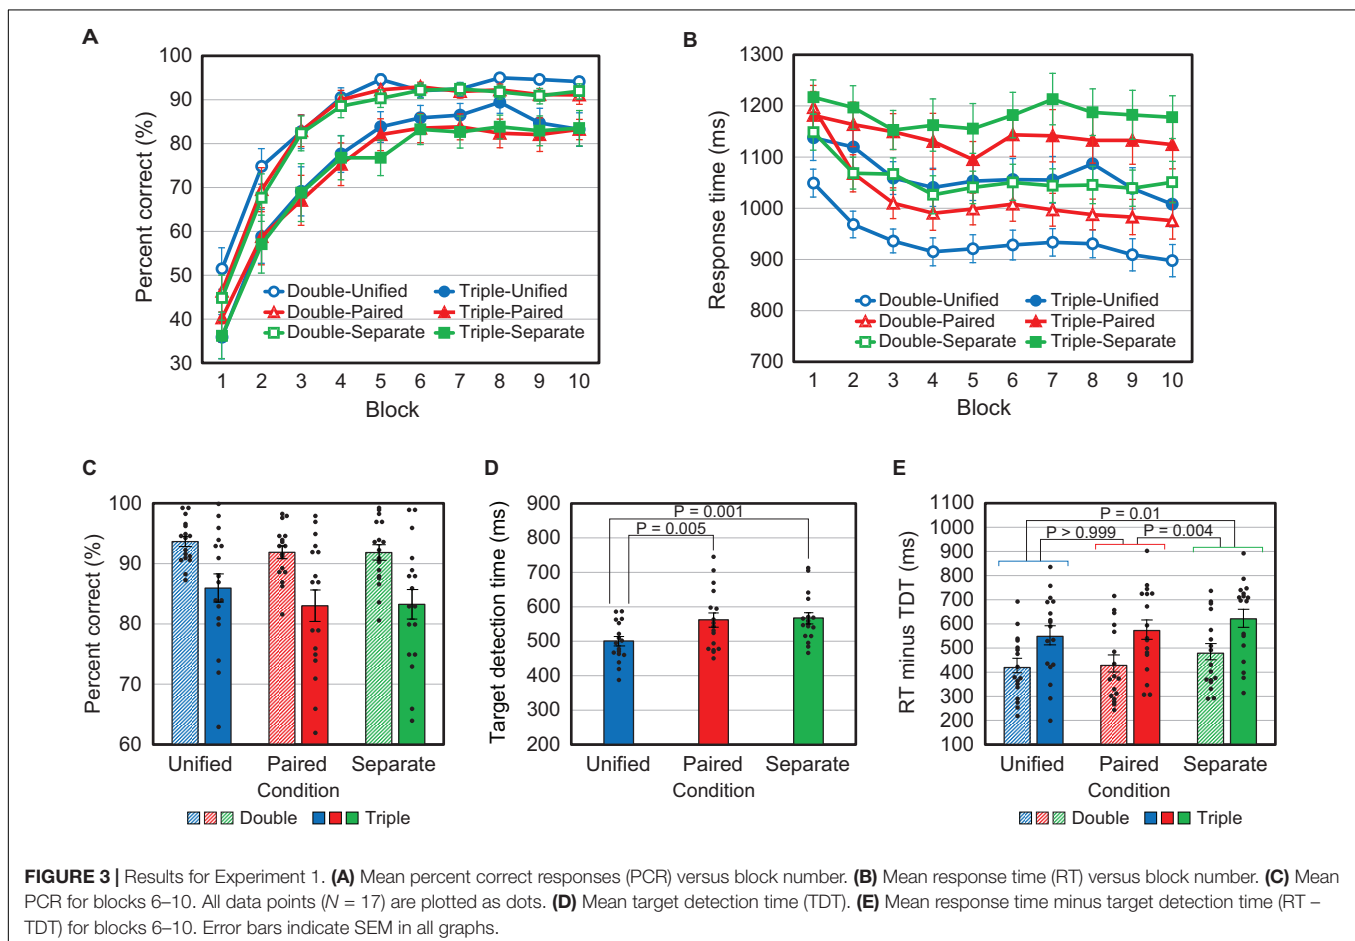 A
100
90
80
70
60
50
40
30
Percent correct (%)
Double-Unified
Double-Paired
Double-Separate
Triple-Unified
Triple-Paired
Triple-Separate
1 2 3 4 5 6 7 8 9 10
Block
B
1300
1200
1100
1000
900
800
700
Response time (ms)
Double-Unified
Double-Paired
Double-Separate
Triple-Unified
Triple-Paired
Triple-Separate
1 2 3 4 5 6 7 8 9 10
Block
C
100
90
80
70
60
Percent correct (%)
Unified Paired Separate
Condition
Double Triple
D
900
800
700
600
500
400
300
200
Target detection time (ms)
P = 0.001
P = 0.005
Unified Paired Separate
Condition
E
1100
1000
900
800
700
600
500
400
300
200
100
RT minus TDT (ms)
P = 0.01
P > 0.999 P = 0.004
Unified Paired Separate
Condition
Double Triple
FIGURE 3 | Results for Experiment 1. (A) Mean percent correct responses (PCR) versus block number. (B) Mean response time (RT) versus block number. (C) Mean
PCR for blocks 6–10. All data points (N = 17) are plotted as dots. (D) Mean target detection time (TDT). (E) Mean response time minus target detection time (RT –
TDT) for blocks 6–10. Error bars indicate SEM in all graphs.